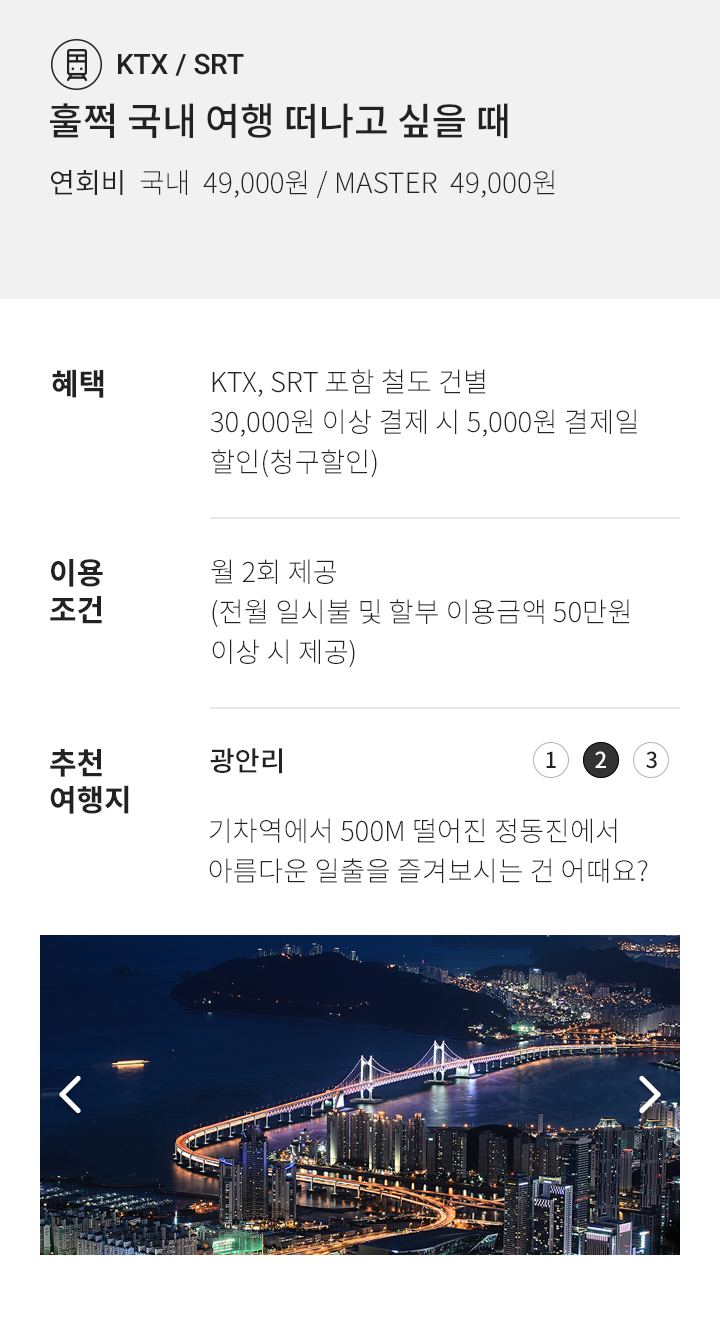 KTX / SRT
훌쩍 국내 여행 떠나고 싶을 때
연회비 국내 49,000원 / MASTER 49,000원
혜택
KTX, SRT 포함 철도 건별
30,000원 이상 결제 시 5,000원 결제일
할인(청구할인)
이용
조건
월 2회 제공
(전월 일시불 및 할부 이용금액 50만원
이상 시 제공)
추천
여행지
광안리
1 2 3
기차역에서 500M 떨어진 정동진에서
아름다운 일출을 즐겨보시는 건 어때요?